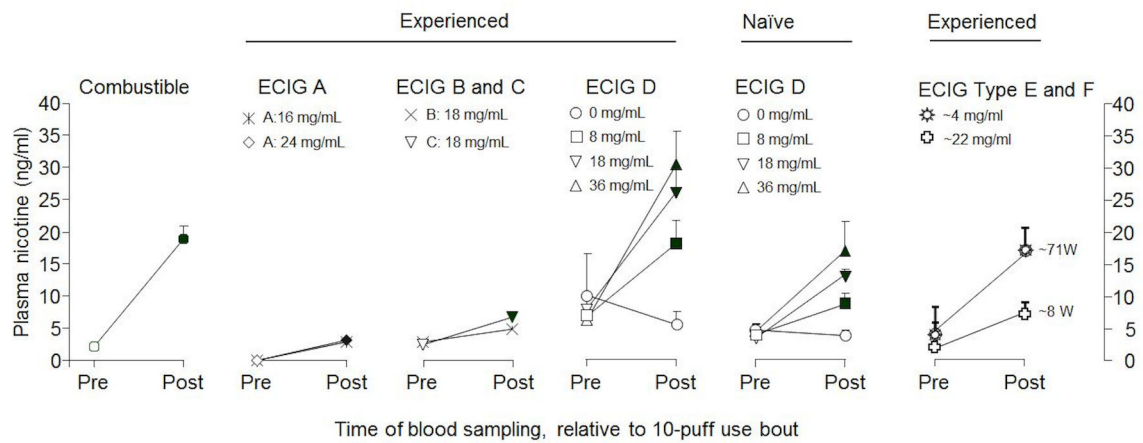 Experienced Naïve Experienced
Combustible ECIG A ECIG B and C ECIG D ECIG D ECIG Type E and F
A:16 mg/mL
A:24 mg/mL
B: 18 mg/mL
C: 18 mg/mL
0 mg/mL
8 mg/mL
18 mg/mL
36 mg/mL
0 mg/mL
8 mg/mL
18 mg/mL
36 mg/mL
~4 mg/ml
~22 mg/ml
Plasma nicotine (ng/ml)
40
35
30
25
20
15
10
5
0
~71W
~8 W
40
35
30
25
20
15
10
5
0
Pre Post Pre Post Pre Post Pre Post Pre Post Pre Post
Time of blood sampling, relative to 10-puff use bout